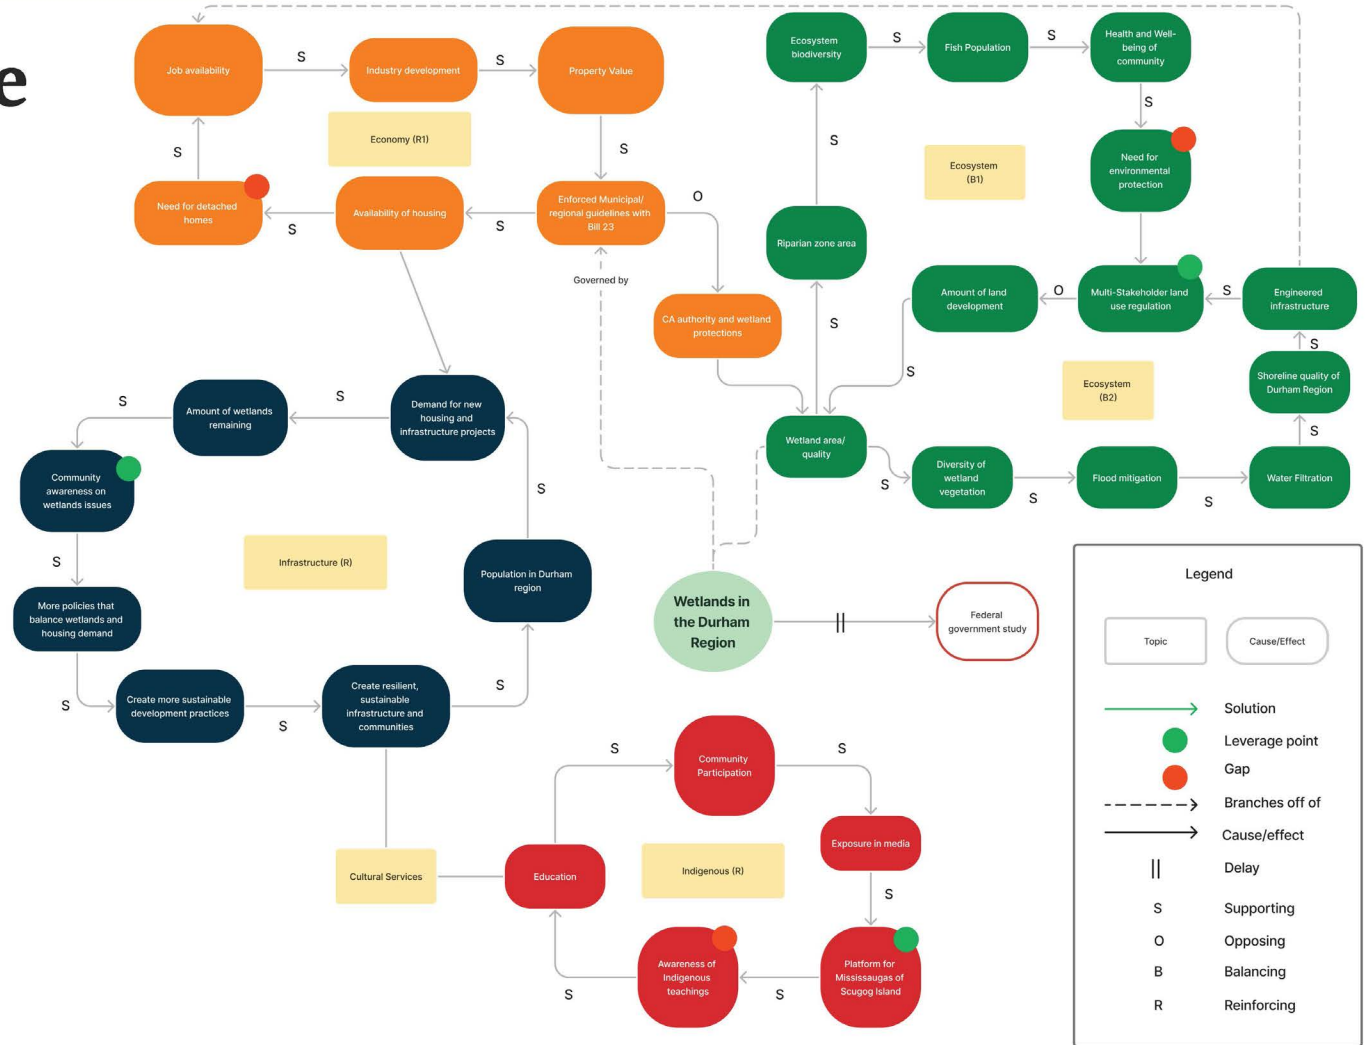 e
Job availability
S
Industry development
S
Property Value
S
S
Economy (R1)
Need for detached
homes
S
Availability of housing
S
Enforced Municipal/
regional guidelines with
Bill 23
O
Governed by
CA authority and wetland
protections
Ecosystem
biodiversity
S
Fish Population
S
Health and Well-
being of
community
S
S
Ecosystem
(B1)
Need for
environmental
protection
Riparian zone area
S
Amount of land
development
O
Multi-Stakeholder land
use regulation
S
Engineered
infrastructure
S
S
Ecosystem
(B2)
Shoreline quality of
Durham Region
S
Wetland area/
quality
S
Diversity of
wetland
vegetation
S
Flood mitigation
S
Water Filtration
S
Amount of wetlands
remaining
S
Demand for new
housing and
infrastructure projects
Community
awareness on
wetlands issues
S
S
Infrastructure (R)
Population in Durham
region
More policies that
balance wetlands and
housing demand
S
Create more sustainable
development practices
S
Create resilient,
sustainable
infrastructure and
communities
S
Wetlands in
the Durham
Region
Federal
government study
S
Community
Participation
S
Exposure in media
S
Cultural Services
Education
Indigenous (R)
S
Awareness of
Indigenous
teachings
S
Platform for
Mississaugas of
Scugog Island
Legend
Topic
Cause/Effect
Solution
Leverage point
Gap
Branches off of
Cause/effect
Delay
S Supporting
O Opposing
B Balancing
R Reinforcing